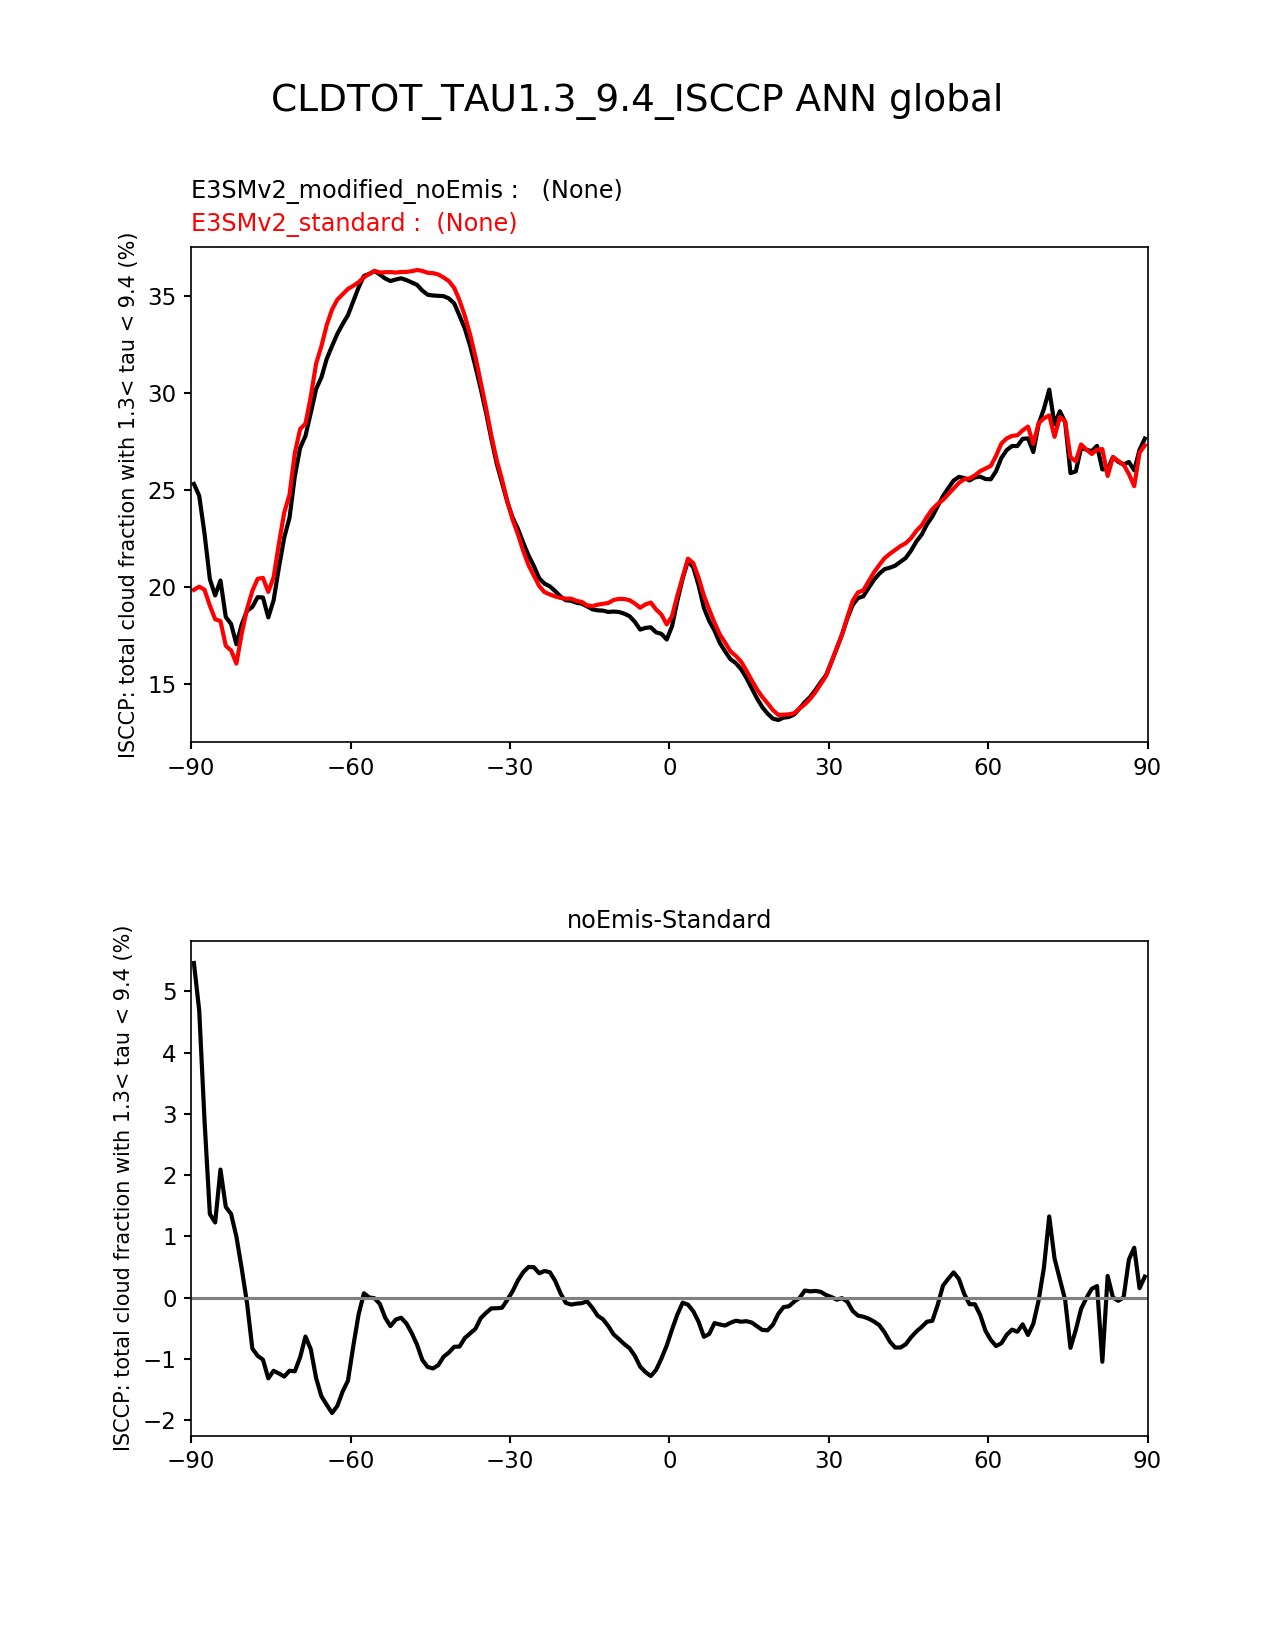 CLDTOT_TAU1.3_9.4_ISCCP ANN global
E3SMv2_modified_noEmis :   (None)
E3SMv2_standard :  (None)
ISCCP: total cloud fraction with 1.3< tau < 9.4 (%)
35
30
25
20
15
−90 −60 −30 0 30 60 90
noEmis-Standard
ISCCP: total cloud fraction with 1.3< tau < 9.4 (%)
5
4
3
2
1
0
−1
−2
−90 −60 −30 0 30 60 90